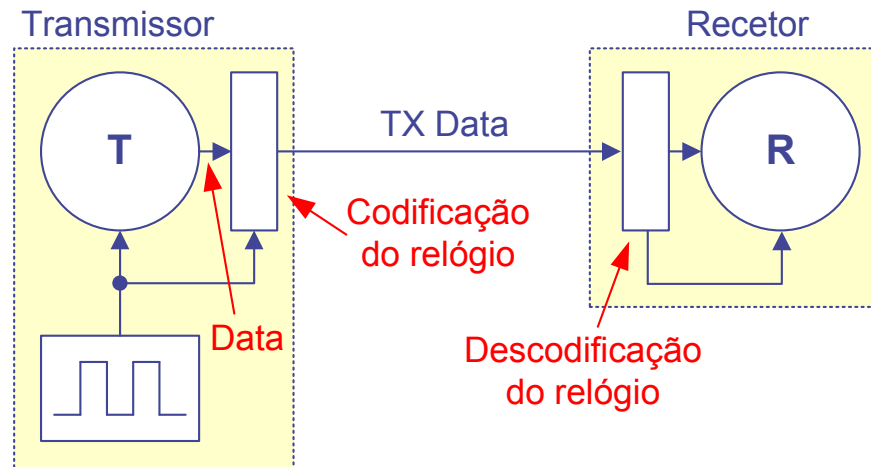 Transmissor
Recetor
T
TX Data
R
Codificação
do relógio
Data
Descodificação
do relógio